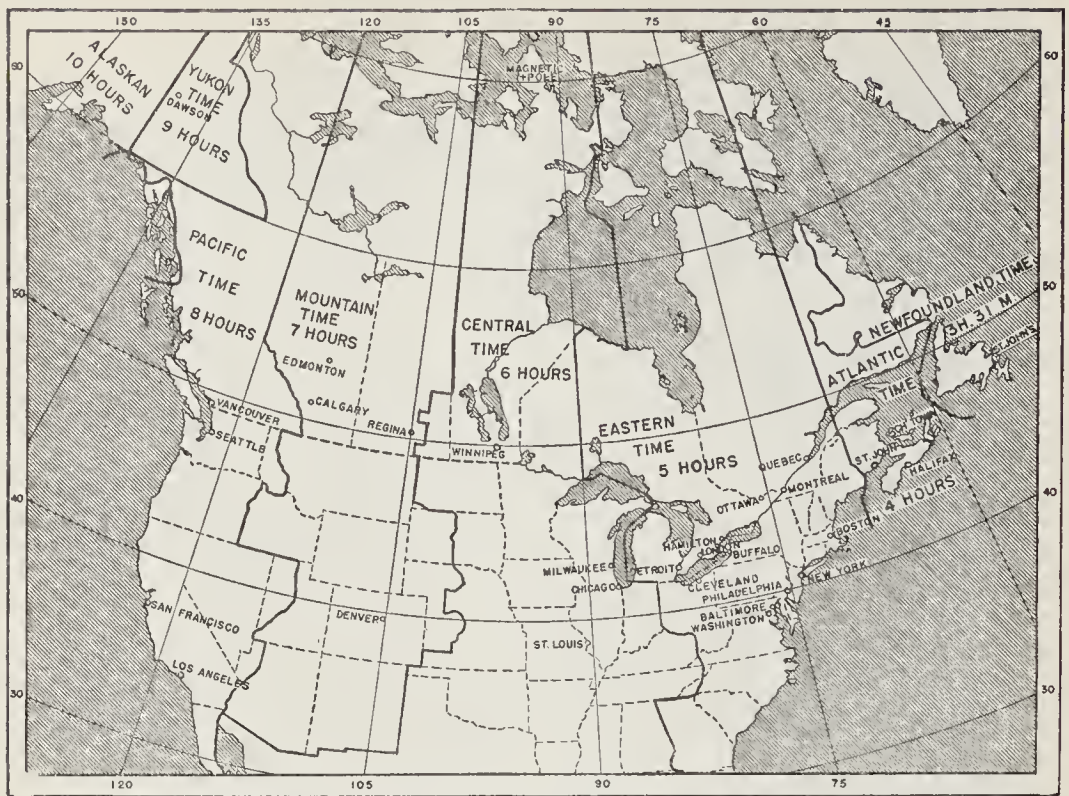 150 135 120 105 90 75 60 45
60
60
ALASKAN
10 HOURS
YUKON
TIME
DAWSON
9 HOURS
MAGNETIC
+ POLE
PACIFIC
TIME
8 HOURS
MOUNTAIN
TIME
7 HOURS
EDMONTON
CALGARY
REGINA
CENTRAL
TIME
6 HOURS
WINNIPEG
EASTERN
TIME
5 HOURS
NEWFOUNDLAND TIME
3H. 31 M
ST. JOHN'S
ATLANTIC
TIME
4 HOURS
50
50
VANCOUVER
SEATTLE
QUEBEC
MONTREAL
OTTAWA
ST. JOHN
HALIFAX
BOSTON
40
40
HAMILTON
LONDON
BUFFALO
MILWAUKEE
DETROIT
CHICAGO
CLEVELAND
PHILADELPHIA
NEW YORK
BALTIMORE
WASHINGTON
SAN FRANCISCO
DENVER
ST. LOUIS
LOS ANGELES
30
30
120 105 90 75